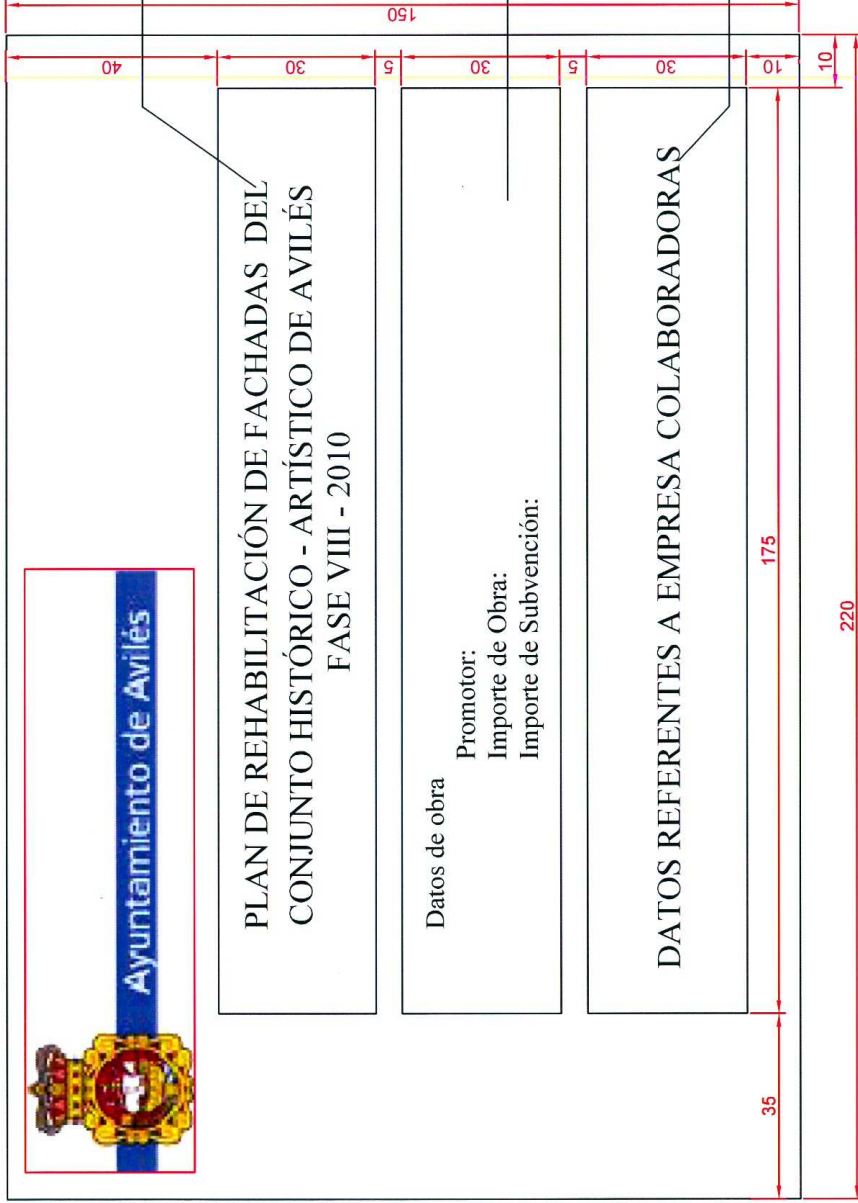 Ayuntamiento de Avilés
PLAN DE REHABILITACIÓN DE FACHADAS DEL
CONJUNTO HISTÓRICO - ARTÍSTICO DE AVILÉS
FASE VIII - 2010
Datos de obra
Promotor:
Importe de Obra:
Importe de Subvención:
DATOS REFERENTES A EMPRESA COLABORADORAS
40
30
5
30
5
30
10
150
35
175
10
220